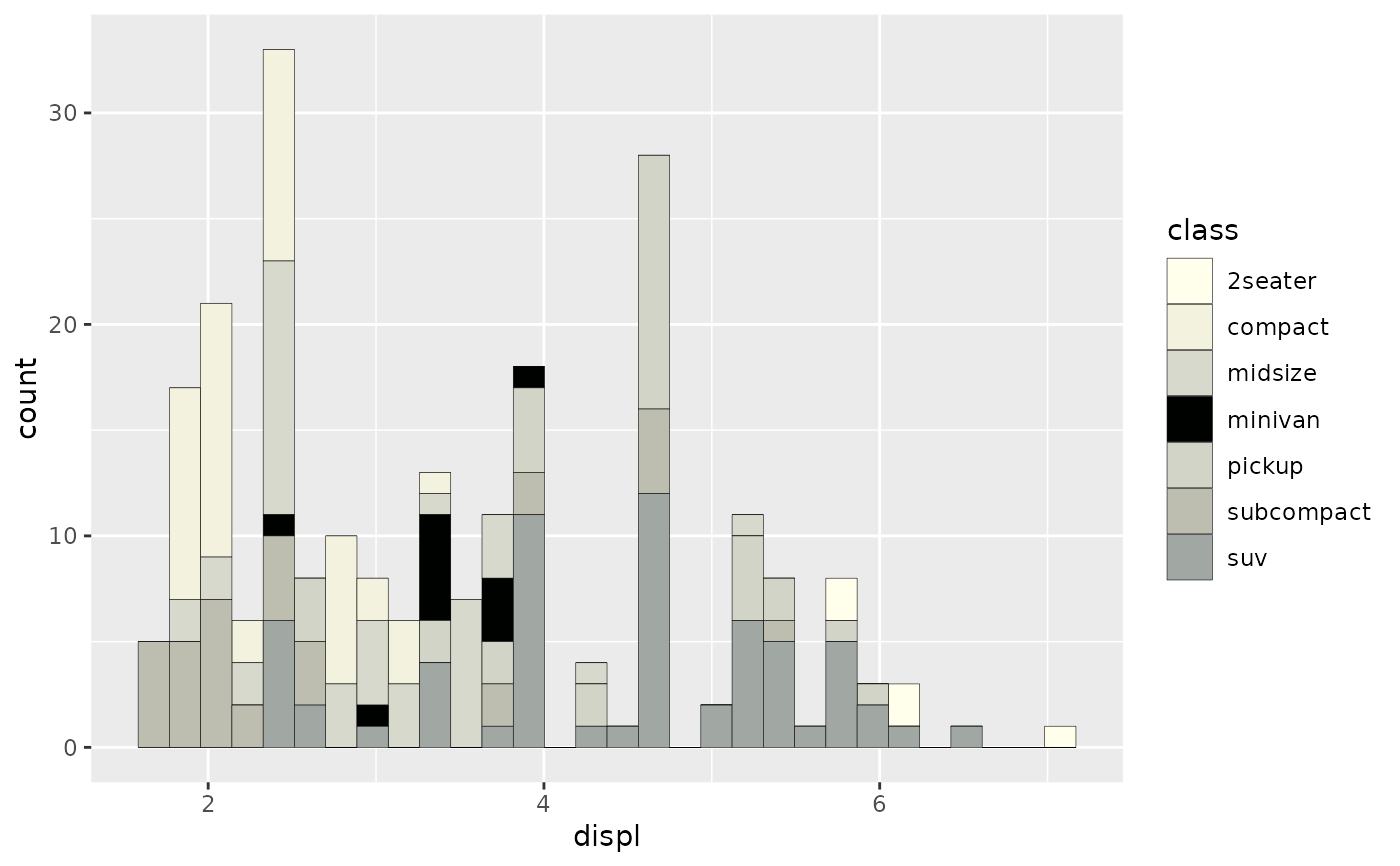 30
20
10
0
count
2 4 6
displ
class
2seater
compact
midsize
minivan
pickup
subcompact
suv